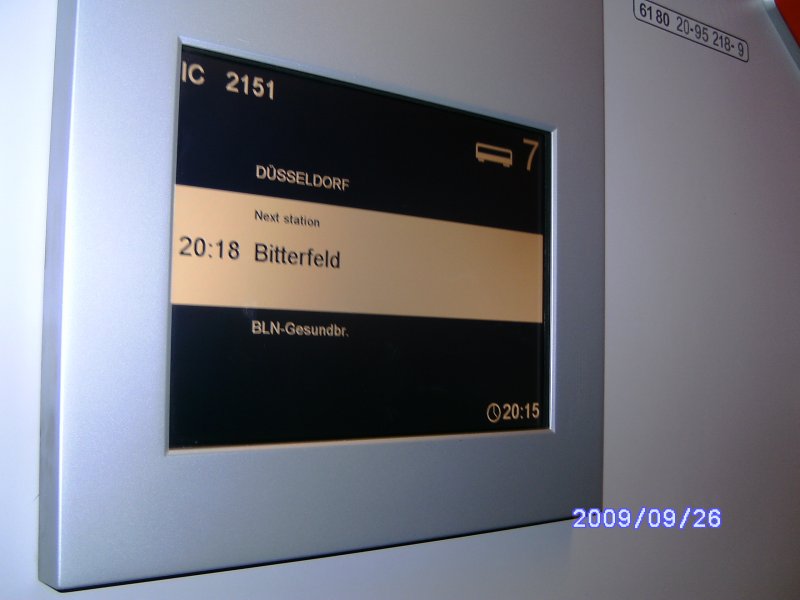 61 80 20-95 218-9
IC 2151
7
DÜSSELDORF
Next station
20:18 Bitterfeld
BLN-Gesundbr.
20:15
2009/09/26